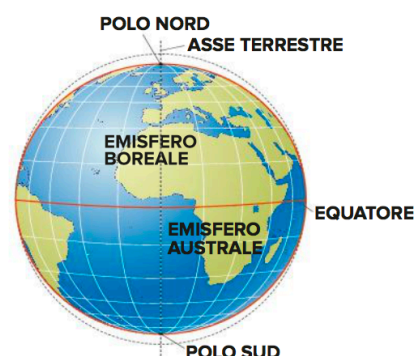 POLO NORD
ASSE TERRESTRE
EMISFERO
BOREALE
EQUATORE
EMISFERO
AUSTRALE
POLO SUD